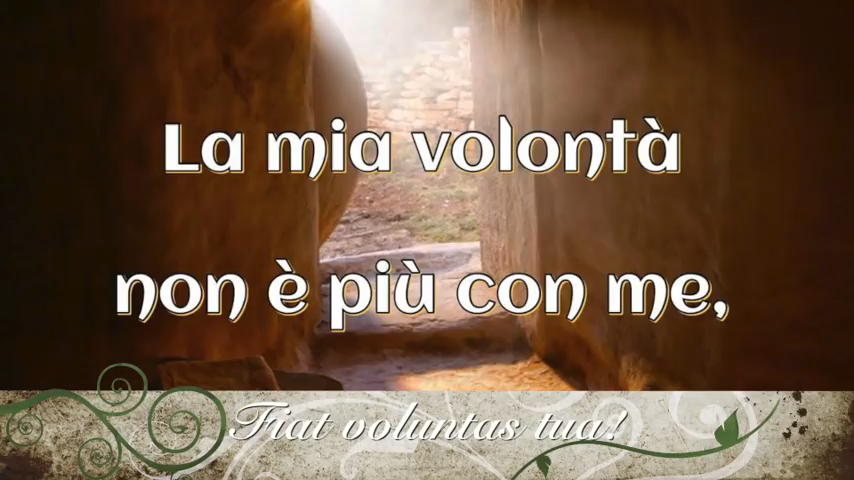 La mia volontà
non è più con me,
Fiat voluntas tua!